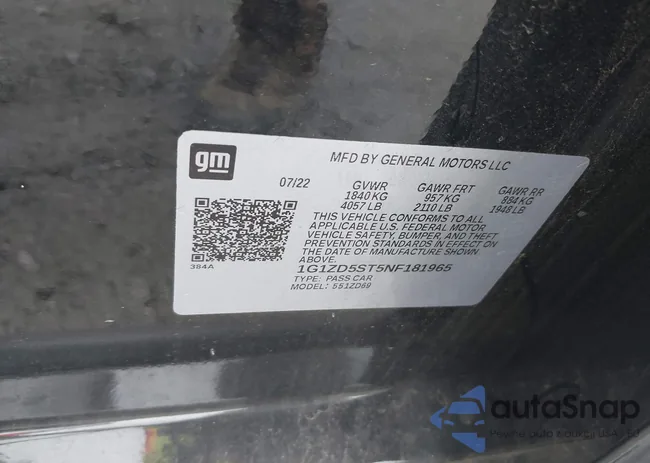 gm
MFD BY GENERAL MOTORS LLC
07/22 GVWR GAWR FRT GAWR RR
1840 KG 957 KG 884 KG
4057 LB 2110 LB 1948 LB
THIS VEHICLE CONFORMS TO ALL
APPLICABLE U.S. FEDERAL MOTOR
VEHICLE SAFETY, BUMPER, AND THEFT
PREVENTION STANDARDS IN EFFECT ON
THE DATE OF MANUFACTURE SHOWN ABOVE.
384A
1G1ZD5ST5NF181965
TYPE: PASS CAR
MODEL: 551ZD69
autaSnap